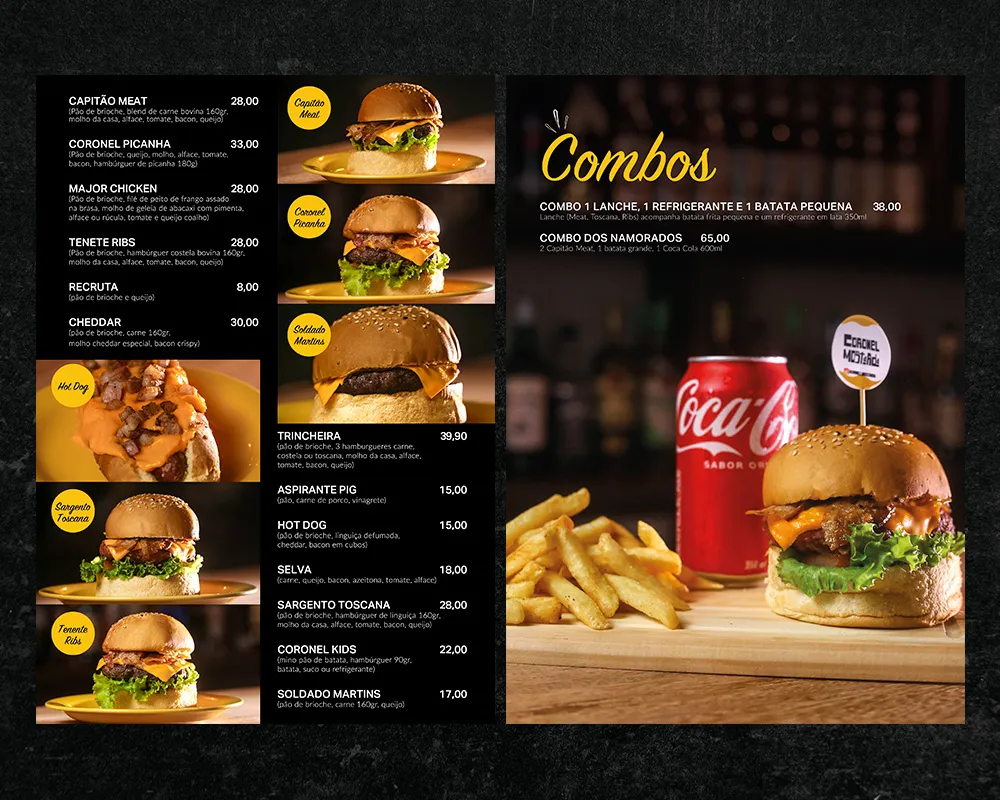 CAPITÃO MEAT 28,00
(Pão de brioche, blend de carne bovina 160gr,
molho da casa, alface, tomate, bacon, queijo)
CORONEL PICANHA 33,00
(Pão de brioche, queijo, molho, alface, tomate,
bacon, hambúrguer de picanha 180g)
MAJOR CHICKEN 28,00
(Pão de brioche, filé de peito de frango assado
na brasa, molho de geleia de abacaxi com pimenta,
alface ou rúcula, tomate e queijo coalho)
TENETE RIBS 28,00
(Pão de brioche, hambúrguer costela bovina 160gr,
molho da casa, alface, tomate, bacon, queijo)
RECRUTA 8,00
(pão de brioche e queijo)
CHEDDAR 30,00
(pão de brioche, carne 160gr,
molho cheddar especial, bacon crispy)
Hot Dog
Sargento
Toscana
Tenente
Ribs
Capitão
Meat
Coronel
Picanha
Soldado
Martins
TRINCHEIRA 39,90
(pão de brioche, 3 hamburgueres carne,
costela ou toscana, molho da casa, alface,
tomate, bacon, queijo)
ASPIRANTE PIG 15,00
(pão, carne de porco, vinagrete)
HOT DOG 15,00
(pão de brioche, linguiça defumada,
cheddar, bacon em cubos)
SELVA 18,00
(carne, queijo, bacon, azeitona, tomate, alface)
SARGENTO TOSCANA 28,00
(pão de brioche, hambúrguer de linguiça 160gr,
molho da casa, alface, tomate, bacon, queijo)
CORONEL KIDS 22,00
(mino pão de batata, hambúrguer 90gr,
batata, suco ou refrigerante)
SOLDADO MARTINS 17,00
(pão de brioche, carne 160gr, queijo)
Combos
COMBO 1 LANCHE, 1 REFRIGERANTE E 1 BATATA PEQUENA 38,00
Lanche (Meat, Toscana, Ribs) acompanha batata frita pequena e um refrigerante em lata 350ml
COMBO DOS NAMORADOS 65,00
2 Capitão Meat, 1 batata grande, 1 Coca Cola 600ml
CORONEL
MOSTARDA
Coca-C
SABOR OR